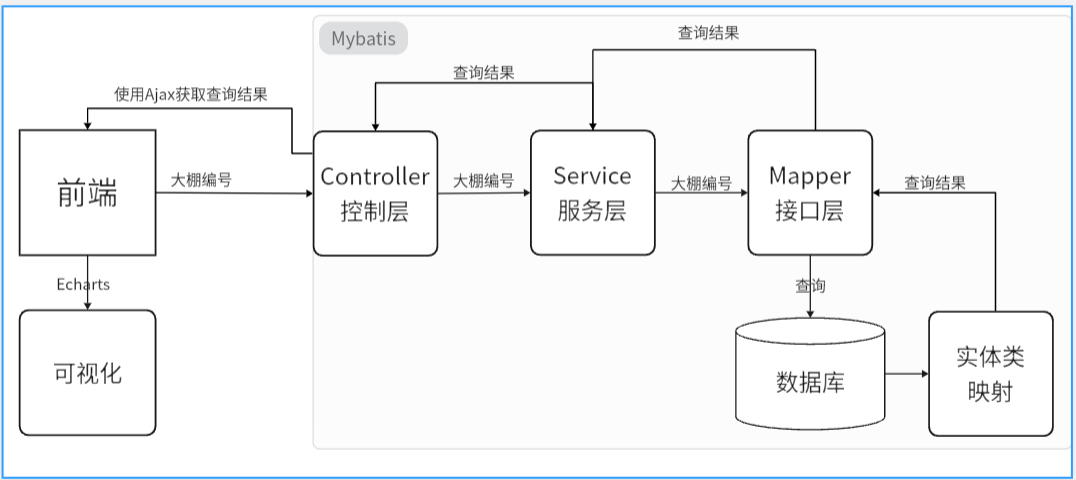 Mybatis
查询结果
查询结果
使用Ajax获取查询结果
前端
大棚编号
Controller
控制层
大棚编号
Service
服务层
大棚编号
Mapper
接口层
查询结果
Echarts
查询
可视化
数据库
实体类
映射